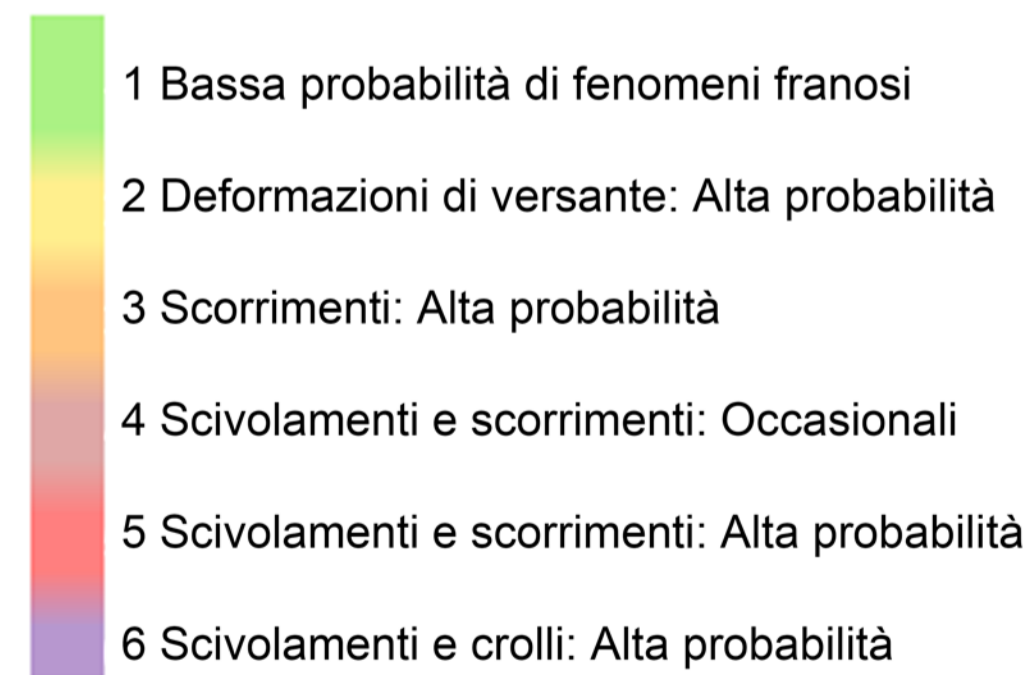 1 Bassa probabilità di fenomeni franosi
2 Deformazioni di versante: Alta probabilità
3 Scorrimenti: Alta probabilità
4 Scivolamenti e scorrimenti: Occasionali
5 Scivolamenti e scorrimenti: Alta probabilità
6 Scivolamenti e crolli: Alta probabilità